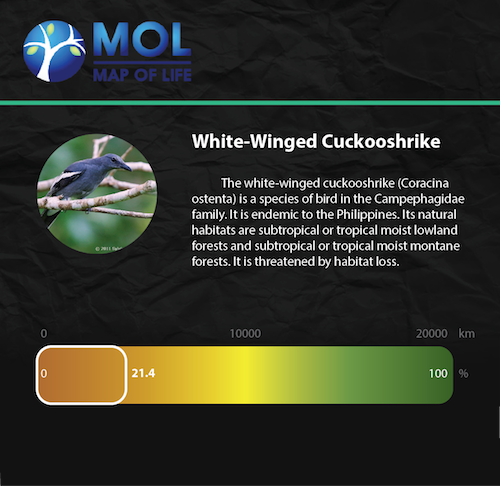 MOL
MAP OF LIFE
White-Winged Cuckooshrike
The white-winged cuckooshrike (Coracina
ostenta) is a species of bird in the Campephagidae
family. It is endemic to the Philippines. Its natural
habitats are subtropical or tropical moist lowland
forests and subtropical or tropical moist montane
forests. It is threatened by habitat loss.
0 10000 20000 km
0 21.4 100 %